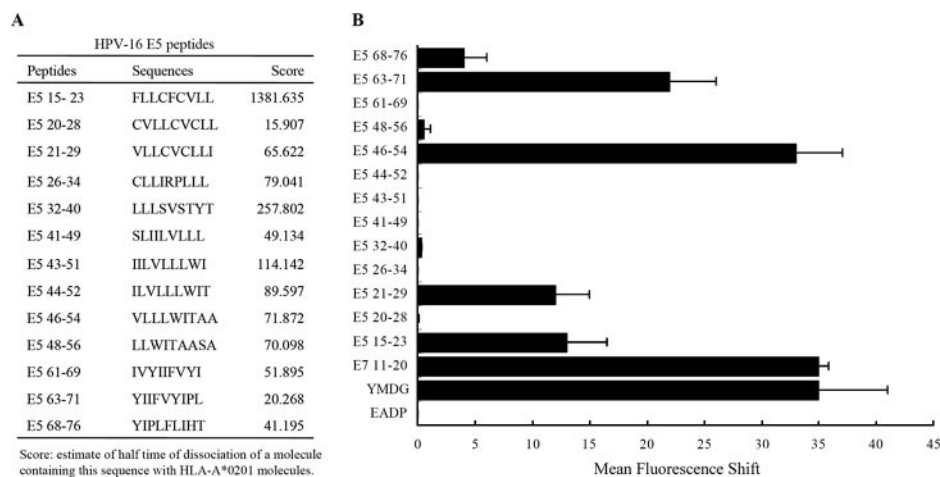 A
HPV-16 E5 peptides
Peptides Sequences Score
E5 15- 23 FLLCFCVLL 1381.635
E5 20-28 CVLLCVCLL 15.907
E5 21-29 VLLCVCLLI 65.622
E5 26-34 CLLIRPLLL 79.041
E5 32-40 LLLSVSTYT 257.802
E5 41-49 SLIILVLLL 49.134
E5 43-51 IILVLLLWI 114.142
E5 44-52 ILVLLLWIT 89.597
E5 46-54 VLLLWITAA 71.872
E5 48-56 LLWITAASA 70.098
E5 61-69 IVYIIFVYI 51.895
E5 63-71 YIIFVYIPL 20.268
E5 68-76 YIPLFLIHT 41.195
Score: estimate of half time of dissociation of a molecule
containing this sequence with HLA-A*0201 molecules.
B
E5 68-76
E5 63-71
E5 61-69
E5 48-56
E5 46-54
E5 44-52
E5 43-51
E5 41-49
E5 32-40
E5 26-34
E5 21-29
E5 20-28
E5 15-23
E7 11-20
YMDG
EADP
0 5 10 15 20 25 30 35 40 45
Mean Fluorescence Shift